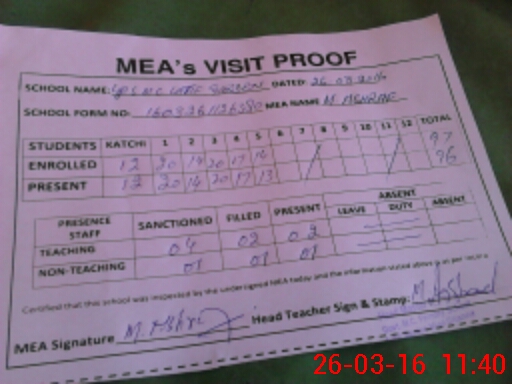 MEA's VISIT PROOF
SCHOOL NAME: DATED: 26.03.2016
SCHOOL FORM NO: MEA NAME M. ASHRAF
STUDENTS KATCHI 1 2 3 4 5 6 7 8 9 10 11 12 TOTAL
ENROLLED 12 20 14 20 17 14 97
PRESENT 12 20 14 20 17 13 96
PRESENCE STAFF SANCTIONED FILLED PRESENT ABSENT
LEAVE DUTY ABSENT
TEACHING 04 02 02
NON-TEACHING 01 01 01
Certified that this school was inspected by the undersigned MEA today and the information stated above is as per
MEA Signature Head Teacher Sign & Stamp:
26-03-16 11:40